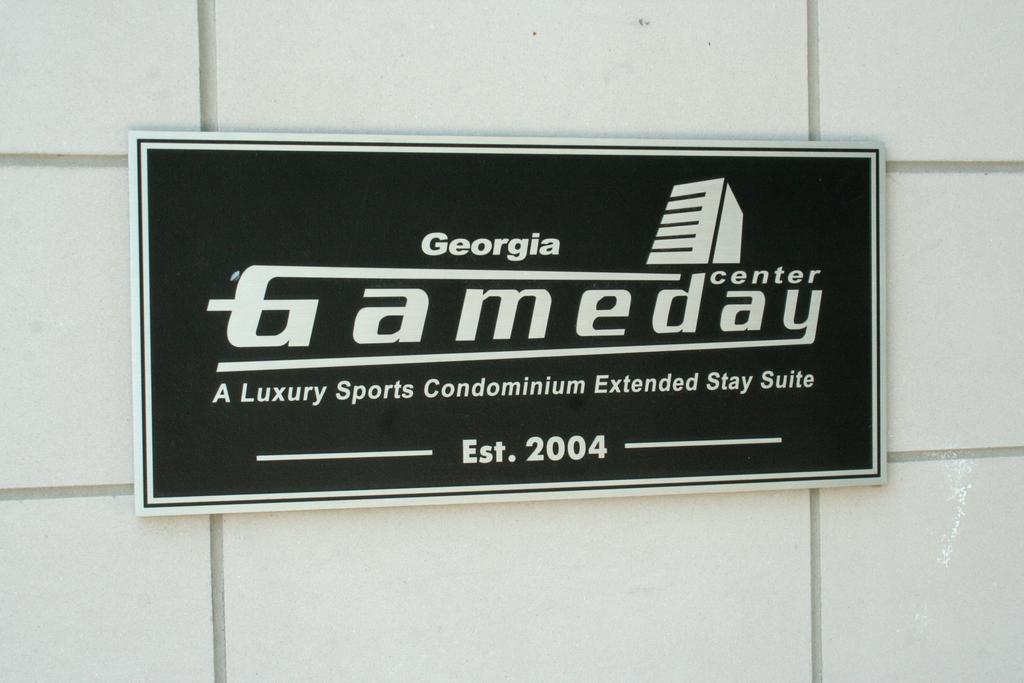 Georgia
center
Gameday
A Luxury Sports Condominium Extended Stay Suite
Est. 2004